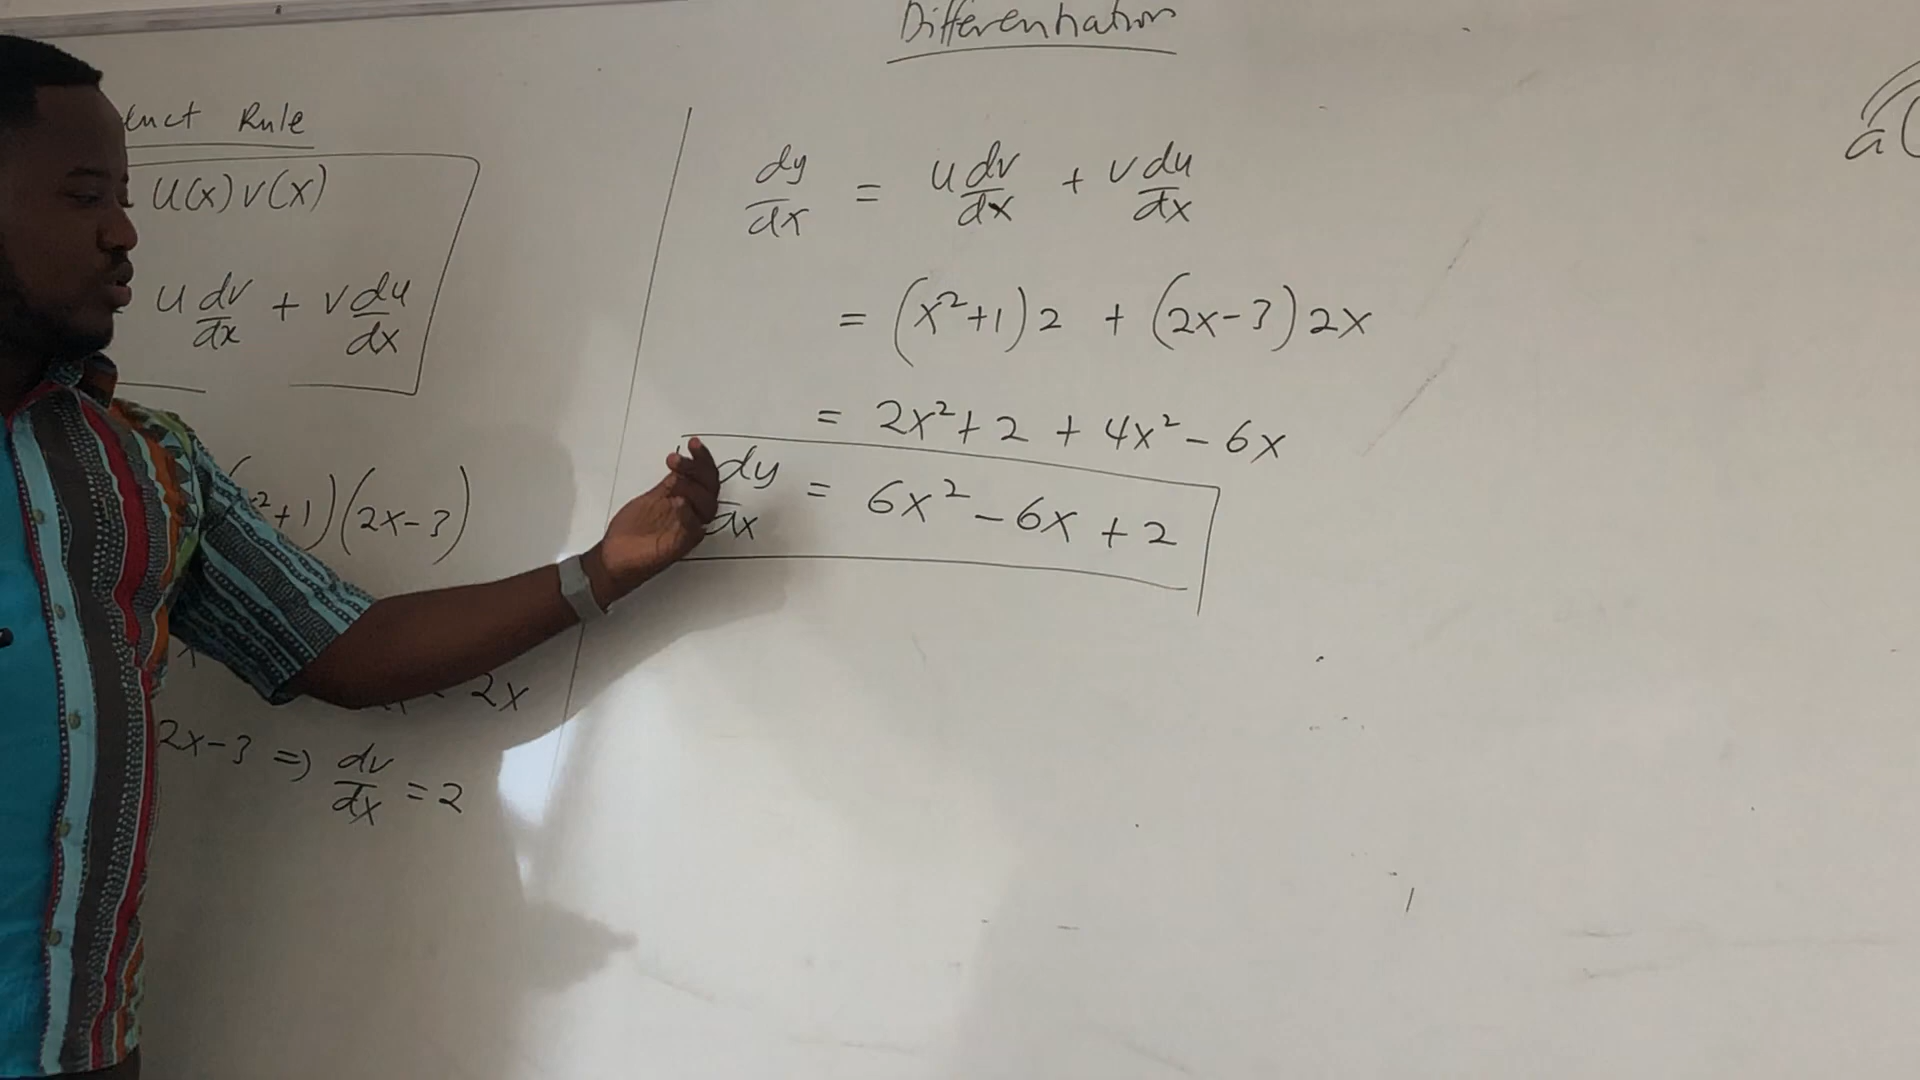 Differentiation
Rule
u(x) v(x)
u dv/dx + v du/dx
+1)(2x-3)
2x
2x-3 => dv/dx = 2
dy/dx = u dv/dx + v du/dx
= (x²+1)2 + (2x-3)2x
= 2x²+2 + 4x²-6x
dy/dx = 6x² - 6x + 2
a(